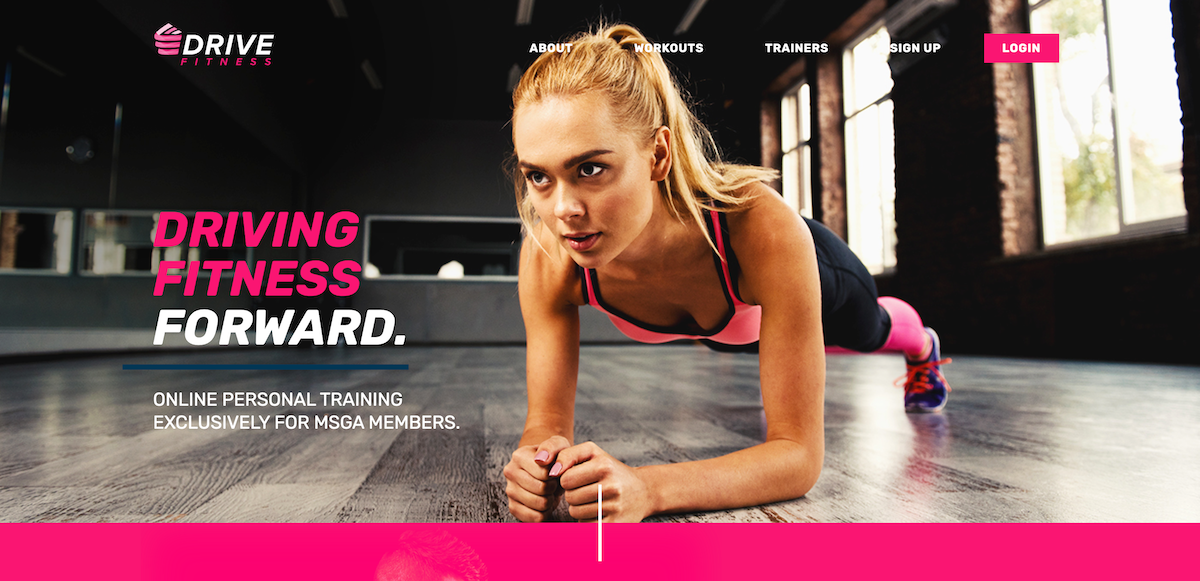 DRIVE
FITNESS
ABOUT
WORKOUTS
TRAINERS
SIGN UP
LOGIN
DRIVING
FITNESS
FORWARD.
ONLINE PERSONAL TRAINING
EXCLUSIVELY FOR MSGA MEMBERS.